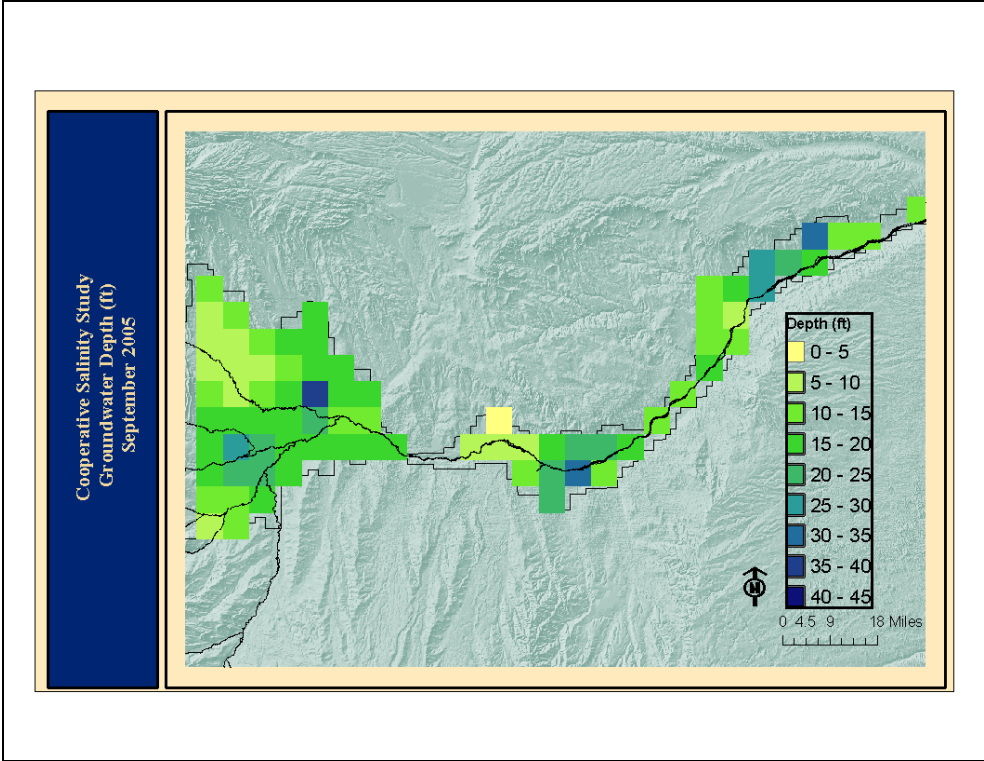 Cooperative Salinity Study
Groundwater Depth (ft)
September 2005
Depth (ft)
0 - 5
5 - 10
10 - 15
15 - 20
20 - 25
25 - 30
30 - 35
35 - 40
40 - 45
N
0 4.5 9 18 Miles